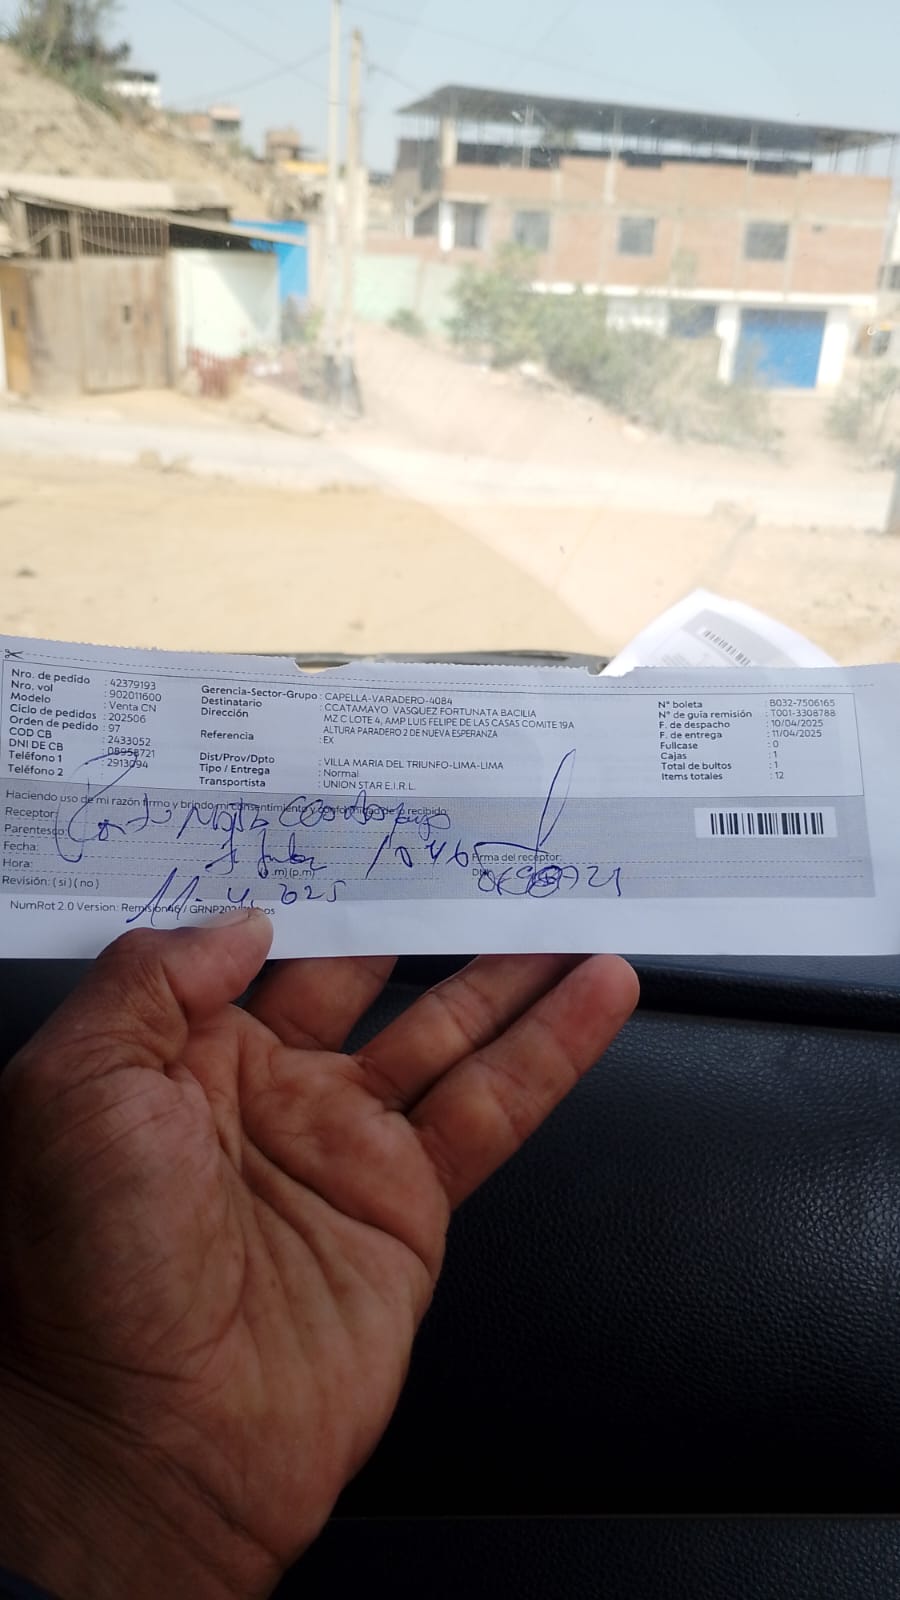 Nro. de pedido : 42379193
Nro. vol : 902011600
Modelo : Venta CN
Ciclo de pedidos : 202506
Orden de pedido : 97
COD CB : 2433052
DNI DE CB : 08958721
Teléfono 1 : 2913094
Teléfono 2 :
Gerencia-Sector-Grupo : CAPELLA-VARADERO-4084
Destinatario : CCATAMAYO VASQUEZ FORTUNATA BACILIA
Dirección : MZ C LOTE 4, AMP LUIS FELIPE DE LAS CASAS COMITE 19A
ALTURA PARADERO 2 DE NUEVA ESPERANZA
Referencia : EX
Dist/Prov/Dpto : VILLA MARIA DEL TRIUNFO-LIMA-LIMA
Tipo / Entrega : Normal
Transportista : UNION STAR E.I.R.L.
N° boleta : B032-7506165
N° de guía remisión : T001-3308788
F. de despacho : 10/04/2025
F. de entrega : 11/04/2025
Fullcase : 0
Cajas : 1
Total de bultos : 1
Items totales : 12
Haciendo uso de mi razón firmo y brindo mi consentimiento y conformidad de lo recibido:
Receptor:
Parentesco:
Fecha: 1046
Hora: .m)(p.m)
Firma del receptor:
Revisión: ( si ) ( no ) 11-4, 2025
NumRot 2.0 Version: